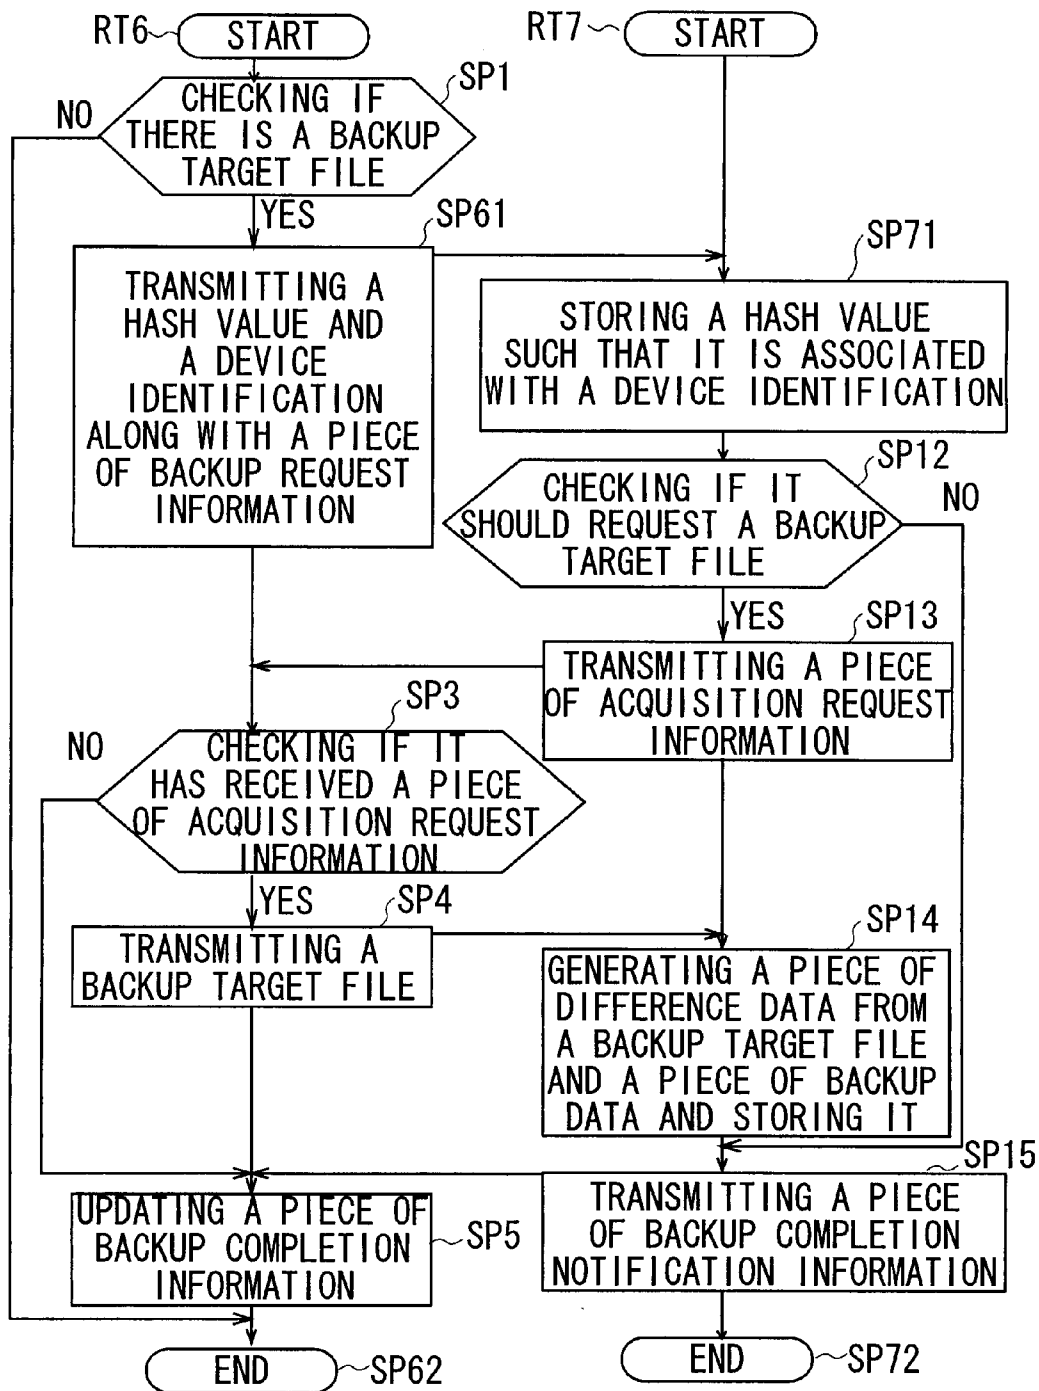 RT6
START
RT7
START
SP1
CHECKING IF
THERE IS A BACKUP
TARGET FILE
NO
YES
SP61
TRANSMITTING A
HASH VALUE AND
A DEVICE
IDENTIFICATION
ALONG WITH A PIECE
OF BACKUP REQUEST
INFORMATION
SP71
STORING A HASH VALUE
SUCH THAT IT IS ASSOCIATED
WITH A DEVICE IDENTIFICATION
SP12
CHECKING IF IT
SHOULD REQUEST A BACKUP
TARGET FILE
NO
YES
SP13
TRANSMITTING A PIECE
OF ACQUISITION REQUEST
INFORMATION
SP3
CHECKING IF IT
HAS RECEIVED A PIECE
OF ACQUISITION REQUEST
INFORMATION
NO
YES
SP4
TRANSMITTING A
BACKUP TARGET FILE
SP14
GENERATING A PIECE OF
DIFFERENCE DATA FROM
A BACKUP TARGET FILE
AND A PIECE OF BACKUP
DATA AND STORING IT
SP15
TRANSMITTING A PIECE
OF BACKUP COMPLETION
NOTIFICATION INFORMATION
UPDATING A PIECE OF
BACKUP COMPLETION
INFORMATION
SP5
END
SP62
END
SP72